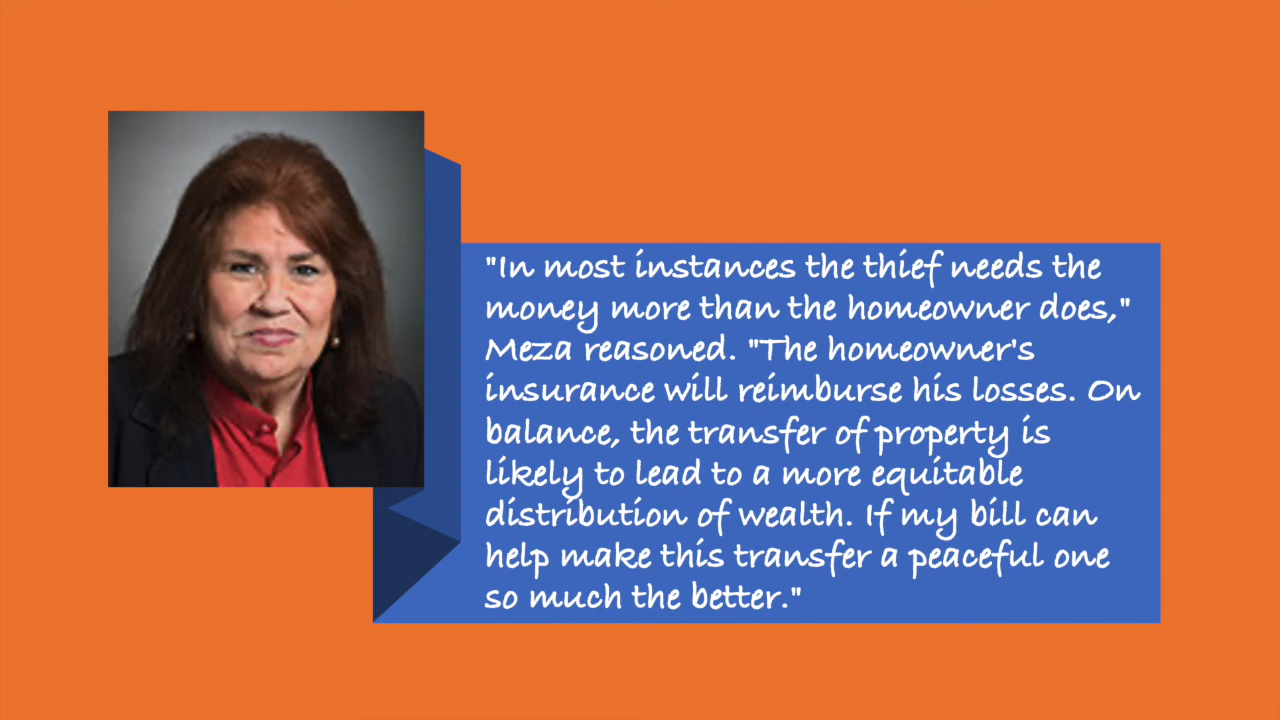 "In most instances the thief needs the
money more than the homeowner does,"
Meza reasoned. "The homeowner's
insurance will reimburse his losses. On
balance, the transfer of property is
likely to lead to a more equitable
distribution of wealth. If my bill can
help make this transfer a peaceful one
so much the better."